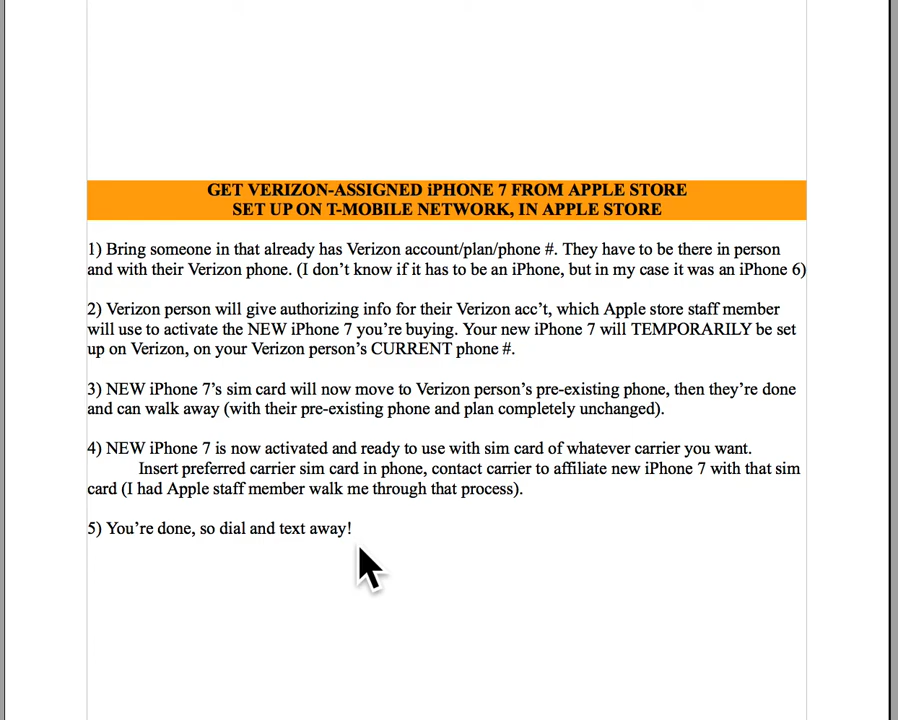 GET VERIZON-ASSIGNED iPHONE 7 FROM APPLE STORE
SET UP ON T-MOBILE NETWORK, IN APPLE STORE
1) Bring someone in that already has Verizon account/plan/phone #. They have to be there in person
and with their Verizon phone. (I don’t know if it has to be an iPhone, but in my case it was an iPhone 6)
2) Verizon person will give authorizing info for their Verizon acc’t, which Apple store staff member
will use to activate the NEW iPhone 7 you’re buying. Your new iPhone 7 will TEMPORARILY be set
up on Verizon, on your Verizon person’s CURRENT phone #.
3) NEW iPhone 7’s sim card will now move to Verizon person’s pre-existing phone, then they’re done
and can walk away (with their pre-existing phone and plan completely unchanged).
4) NEW iPhone 7 is now activated and ready to use with sim card of whatever carrier you want.
Insert preferred carrier sim card in phone, contact carrier to affiliate new iPhone 7 with that sim
card (I had Apple staff member walk me through that process).
5) You’re done, so dial and text away!